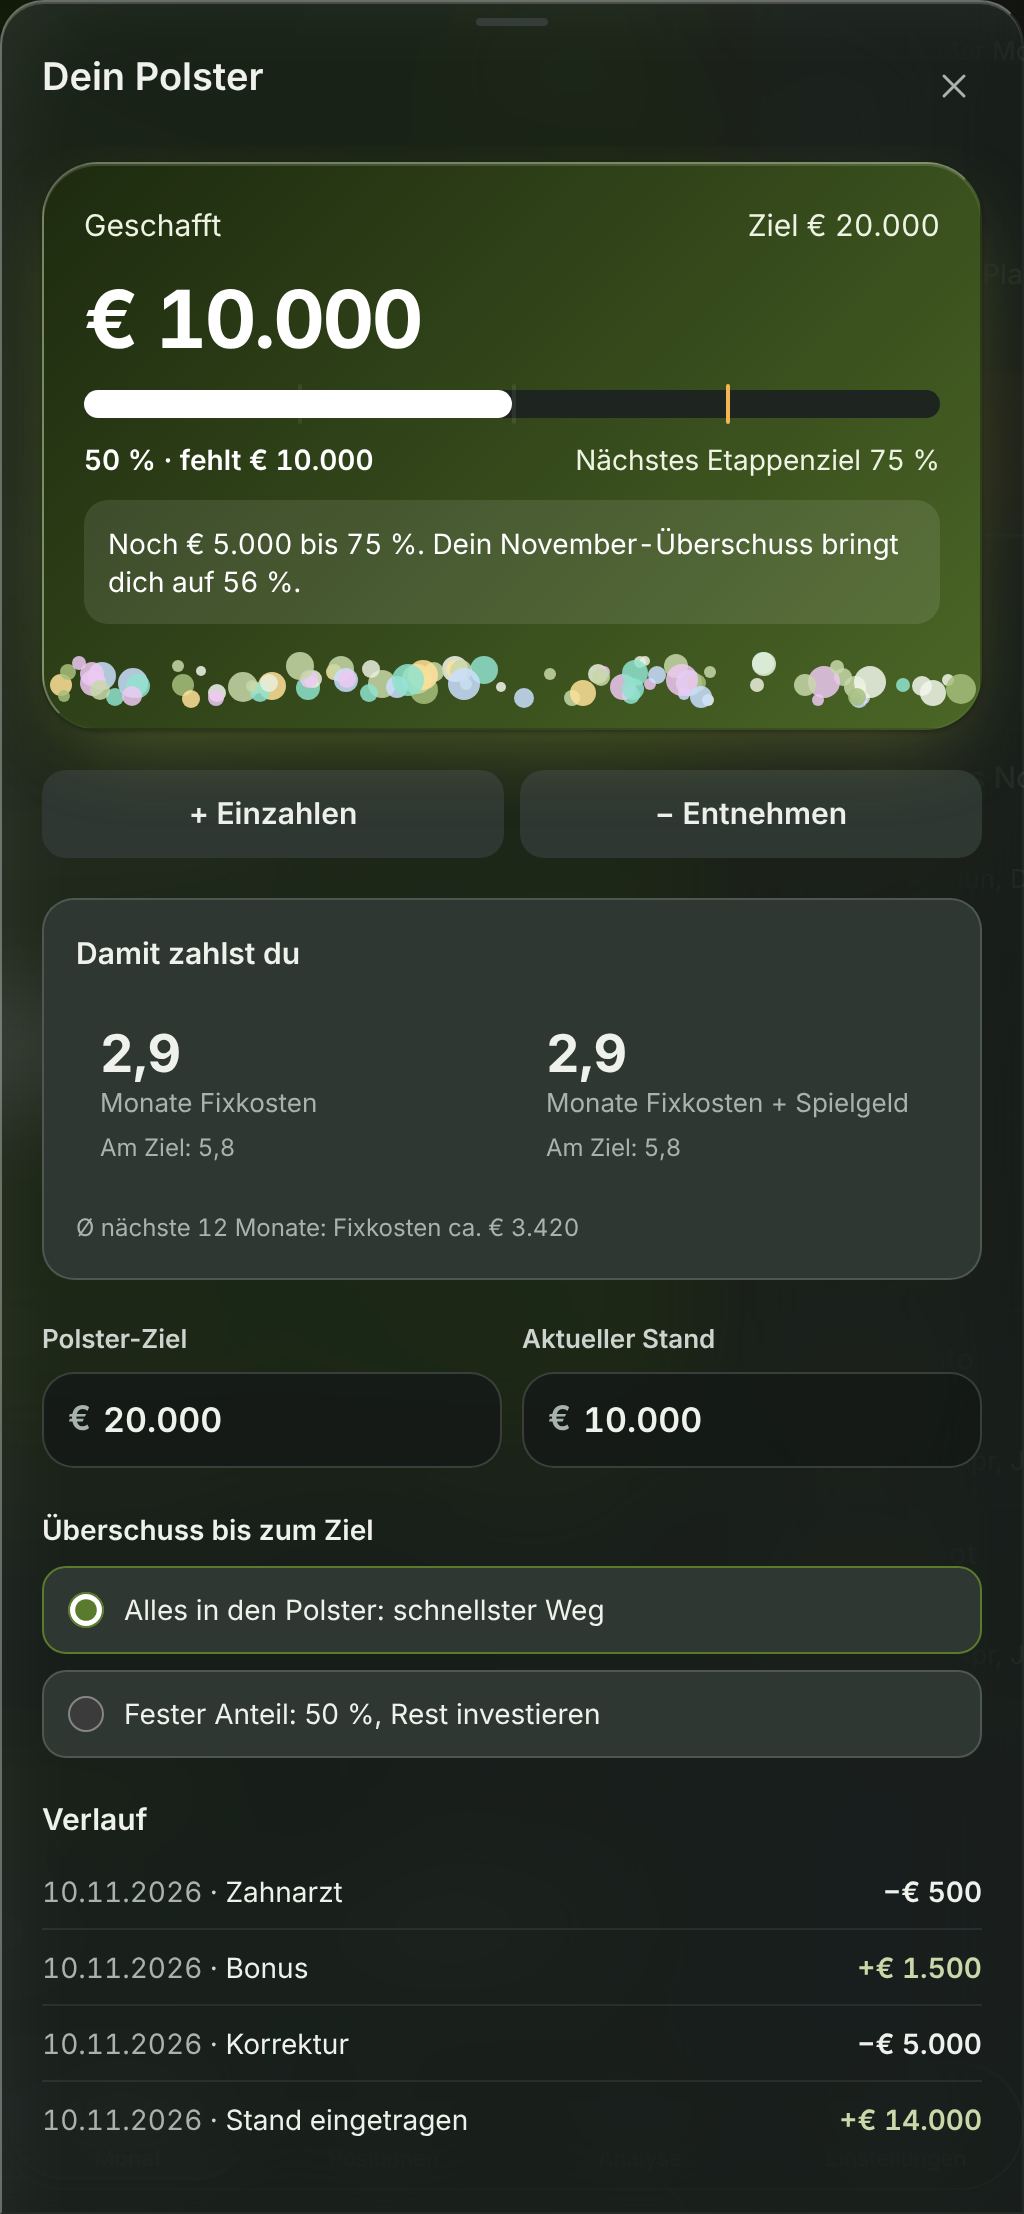 Dein Polster
Geschafft
Ziel € 20.000
€ 10.000
50 % · fehlt € 10.000
Nächstes Etappenziel 75 %
Noch € 5.000 bis 75 %. Dein November-Überschuss bringt
dich auf 56 %.
+ Einzahlen
− Entnehmen
Damit zahlst du
2,9
Monate Fixkosten
Am Ziel: 5,8
2,9
Monate Fixkosten + Spielgeld
Am Ziel: 5,8
Ø nächste 12 Monate: Fixkosten ca. € 3.420
Polster-Ziel
Aktueller Stand
€ 20.000
€ 10.000
Überschuss bis zum Ziel
Alles in den Polster: schnellster Weg
Fester Anteil: 50 %, Rest investieren
Verlauf
10.11.2026 · Zahnarzt −€ 500
10.11.2026 · Bonus +€ 1.500
10.11.2026 · Korrektur −€ 5.000
10.11.2026 · Stand eingetragen +€ 14.000
Monat Positionen Analyse Einstellungen